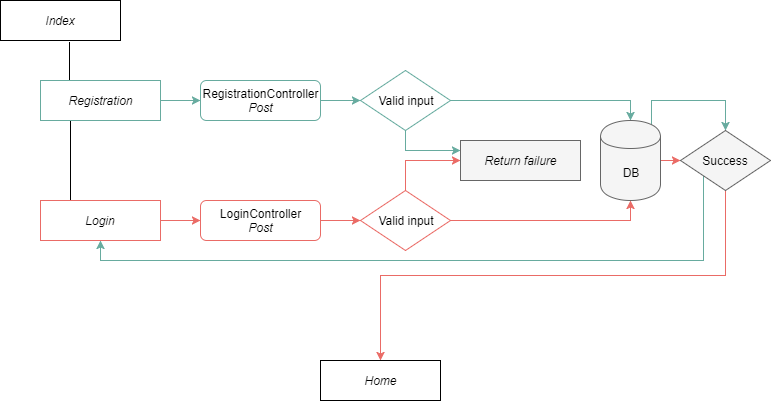 Index
Registration
RegistrationController
Post
Valid input
Return failure
DB
Success
Login
LoginController
Post
Valid input
Home